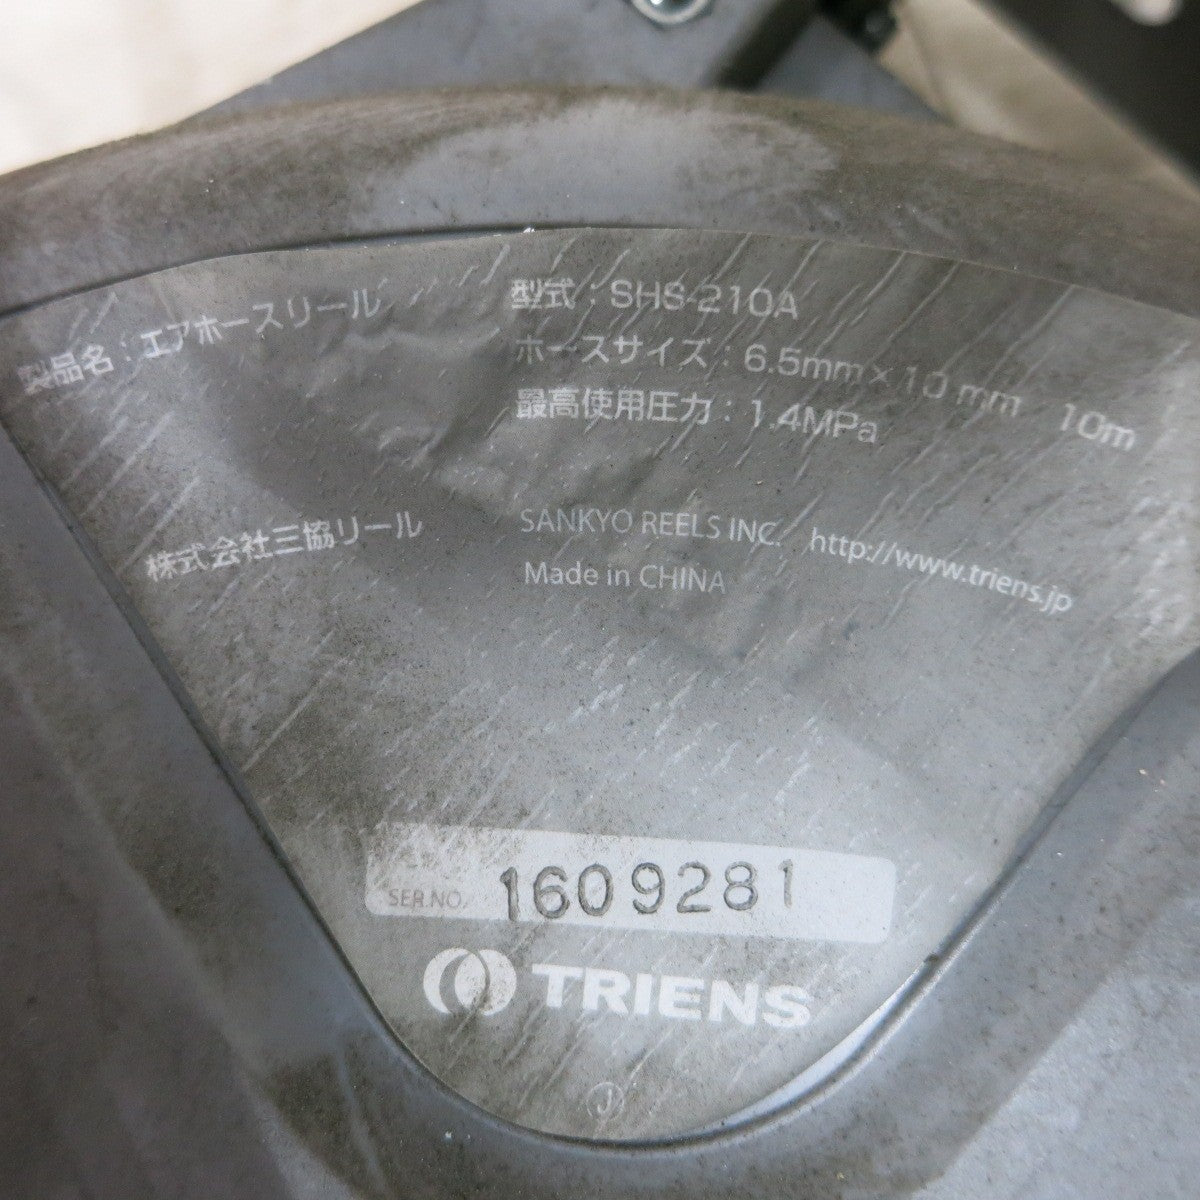 製品名：エアホースリール
型式：SHS-210A
ホースサイズ：6.5mm×10mm 10m
最高使用圧力：1.4MPa
株式会社三協リール
SANKYO REELS INC. http://www.triens.jp
Made in CHINA
SER.NO. 1609281
TRIENS
J